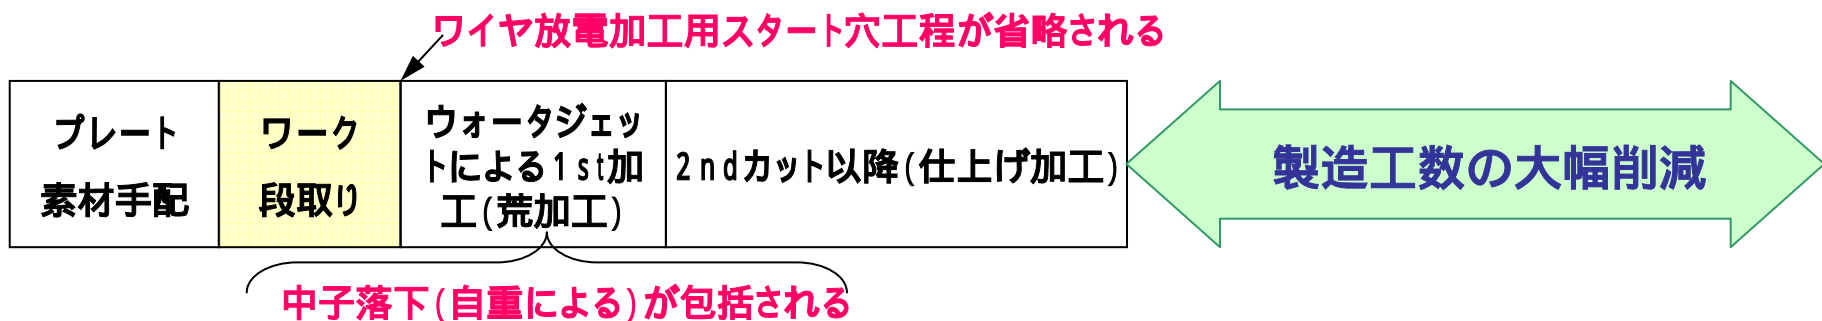 ワイヤ放電加工用スタート穴工程が省略される
プレート
素材手配
ワーク
段取り
ウォータジェッ
トによる1st加
工(荒加工)
2ndカット以降(仕上げ加工)
製造工数の大幅削減
中子落下(自重による)が包括される